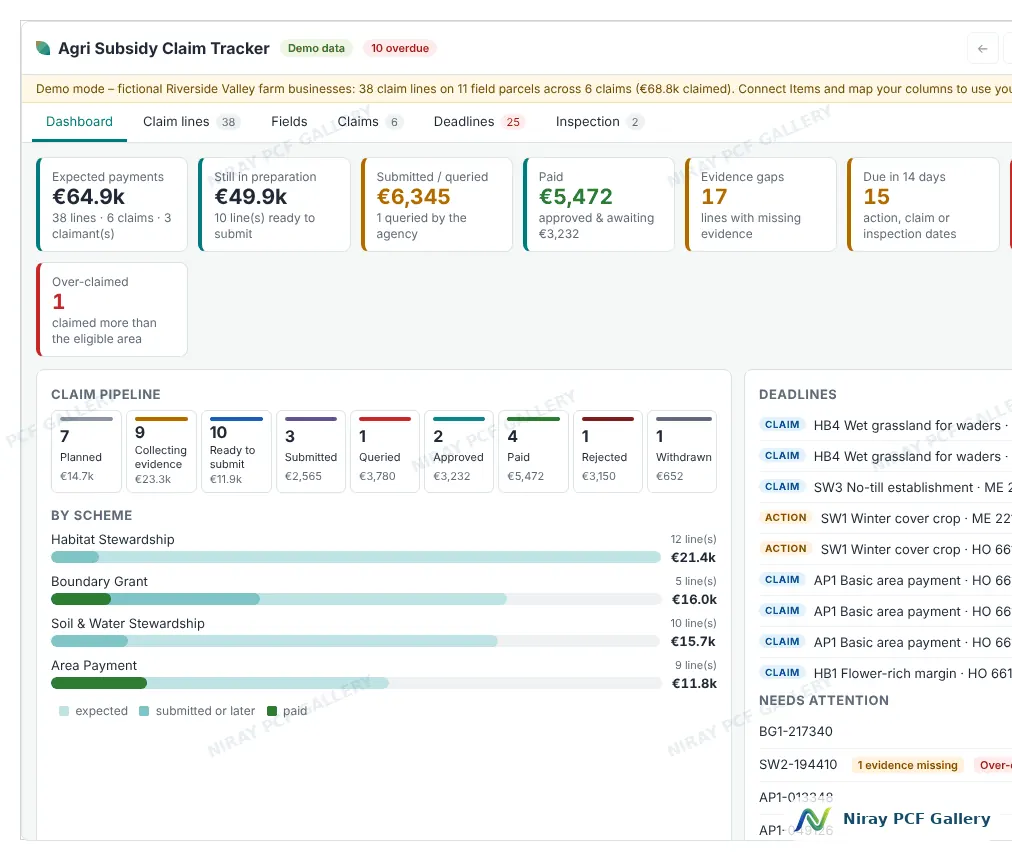 Agri Subsidy Claim Tracker
Demo data
10 overdue
←
Demo mode – fictional Riverside Valley farm businesses: 38 claim lines on 11 field parcels across 6 claims (€68.8k claimed). Connect Items and map your columns to use
Dashboard
Claim lines 38
Fields
Claims 6
Deadlines 25
Inspection 2
Expected payments
€64.9k
38 lines · 6 claims · 3
claimant(s)
Still in preparation
€49.9k
10 line(s) ready to
submit
Submitted / queried
€6,345
1 queried by the
agency
Paid
€5,472
approved & awaiting
€3,232
Evidence gaps
17
lines with missing
evidence
Due in 14 days
15
action, claim or
inspection dates
Over-claimed
1
claimed more than
the eligible area
CLAIM PIPELINE
7
Planned
€14.7k
9
Collecting
evidence
€23.3k
10
Ready to
submit
€11.9k
3
Submitted
€2,565
1
Queried
€3,780
2
Approved
€3,232
4
Paid
€5,472
1
Rejected
€3,150
1
Withdrawn
€652
BY SCHEME
Habitat Stewardship
12 line(s)
€21.4k
Boundary Grant
5 line(s)
€16.0k
Soil & Water Stewardship
10 line(s)
€15.7k
Area Payment
9 line(s)
€11.8k
expected
submitted or later
paid
DEADLINES
CLAIM HB4 Wet grassland for waders ·
CLAIM HB4 Wet grassland for waders ·
CLAIM SW3 No-till establishment · ME
ACTION SW1 Winter cover crop · ME 22
ACTION SW1 Winter cover crop · HO 66
CLAIM AP1 Basic area payment · HO 66
CLAIM AP1 Basic area payment · HO 66
CLAIM AP1 Basic area payment · HO 66
CLAIM HB1 Flower-rich margin · HO 661
NEEDS ATTENTION
BG1-217340
SW2-194410 1 evidence missing
AP1-013348
AP1-049126
Niray PCF Gallery
NIRAY PCF GALLERY